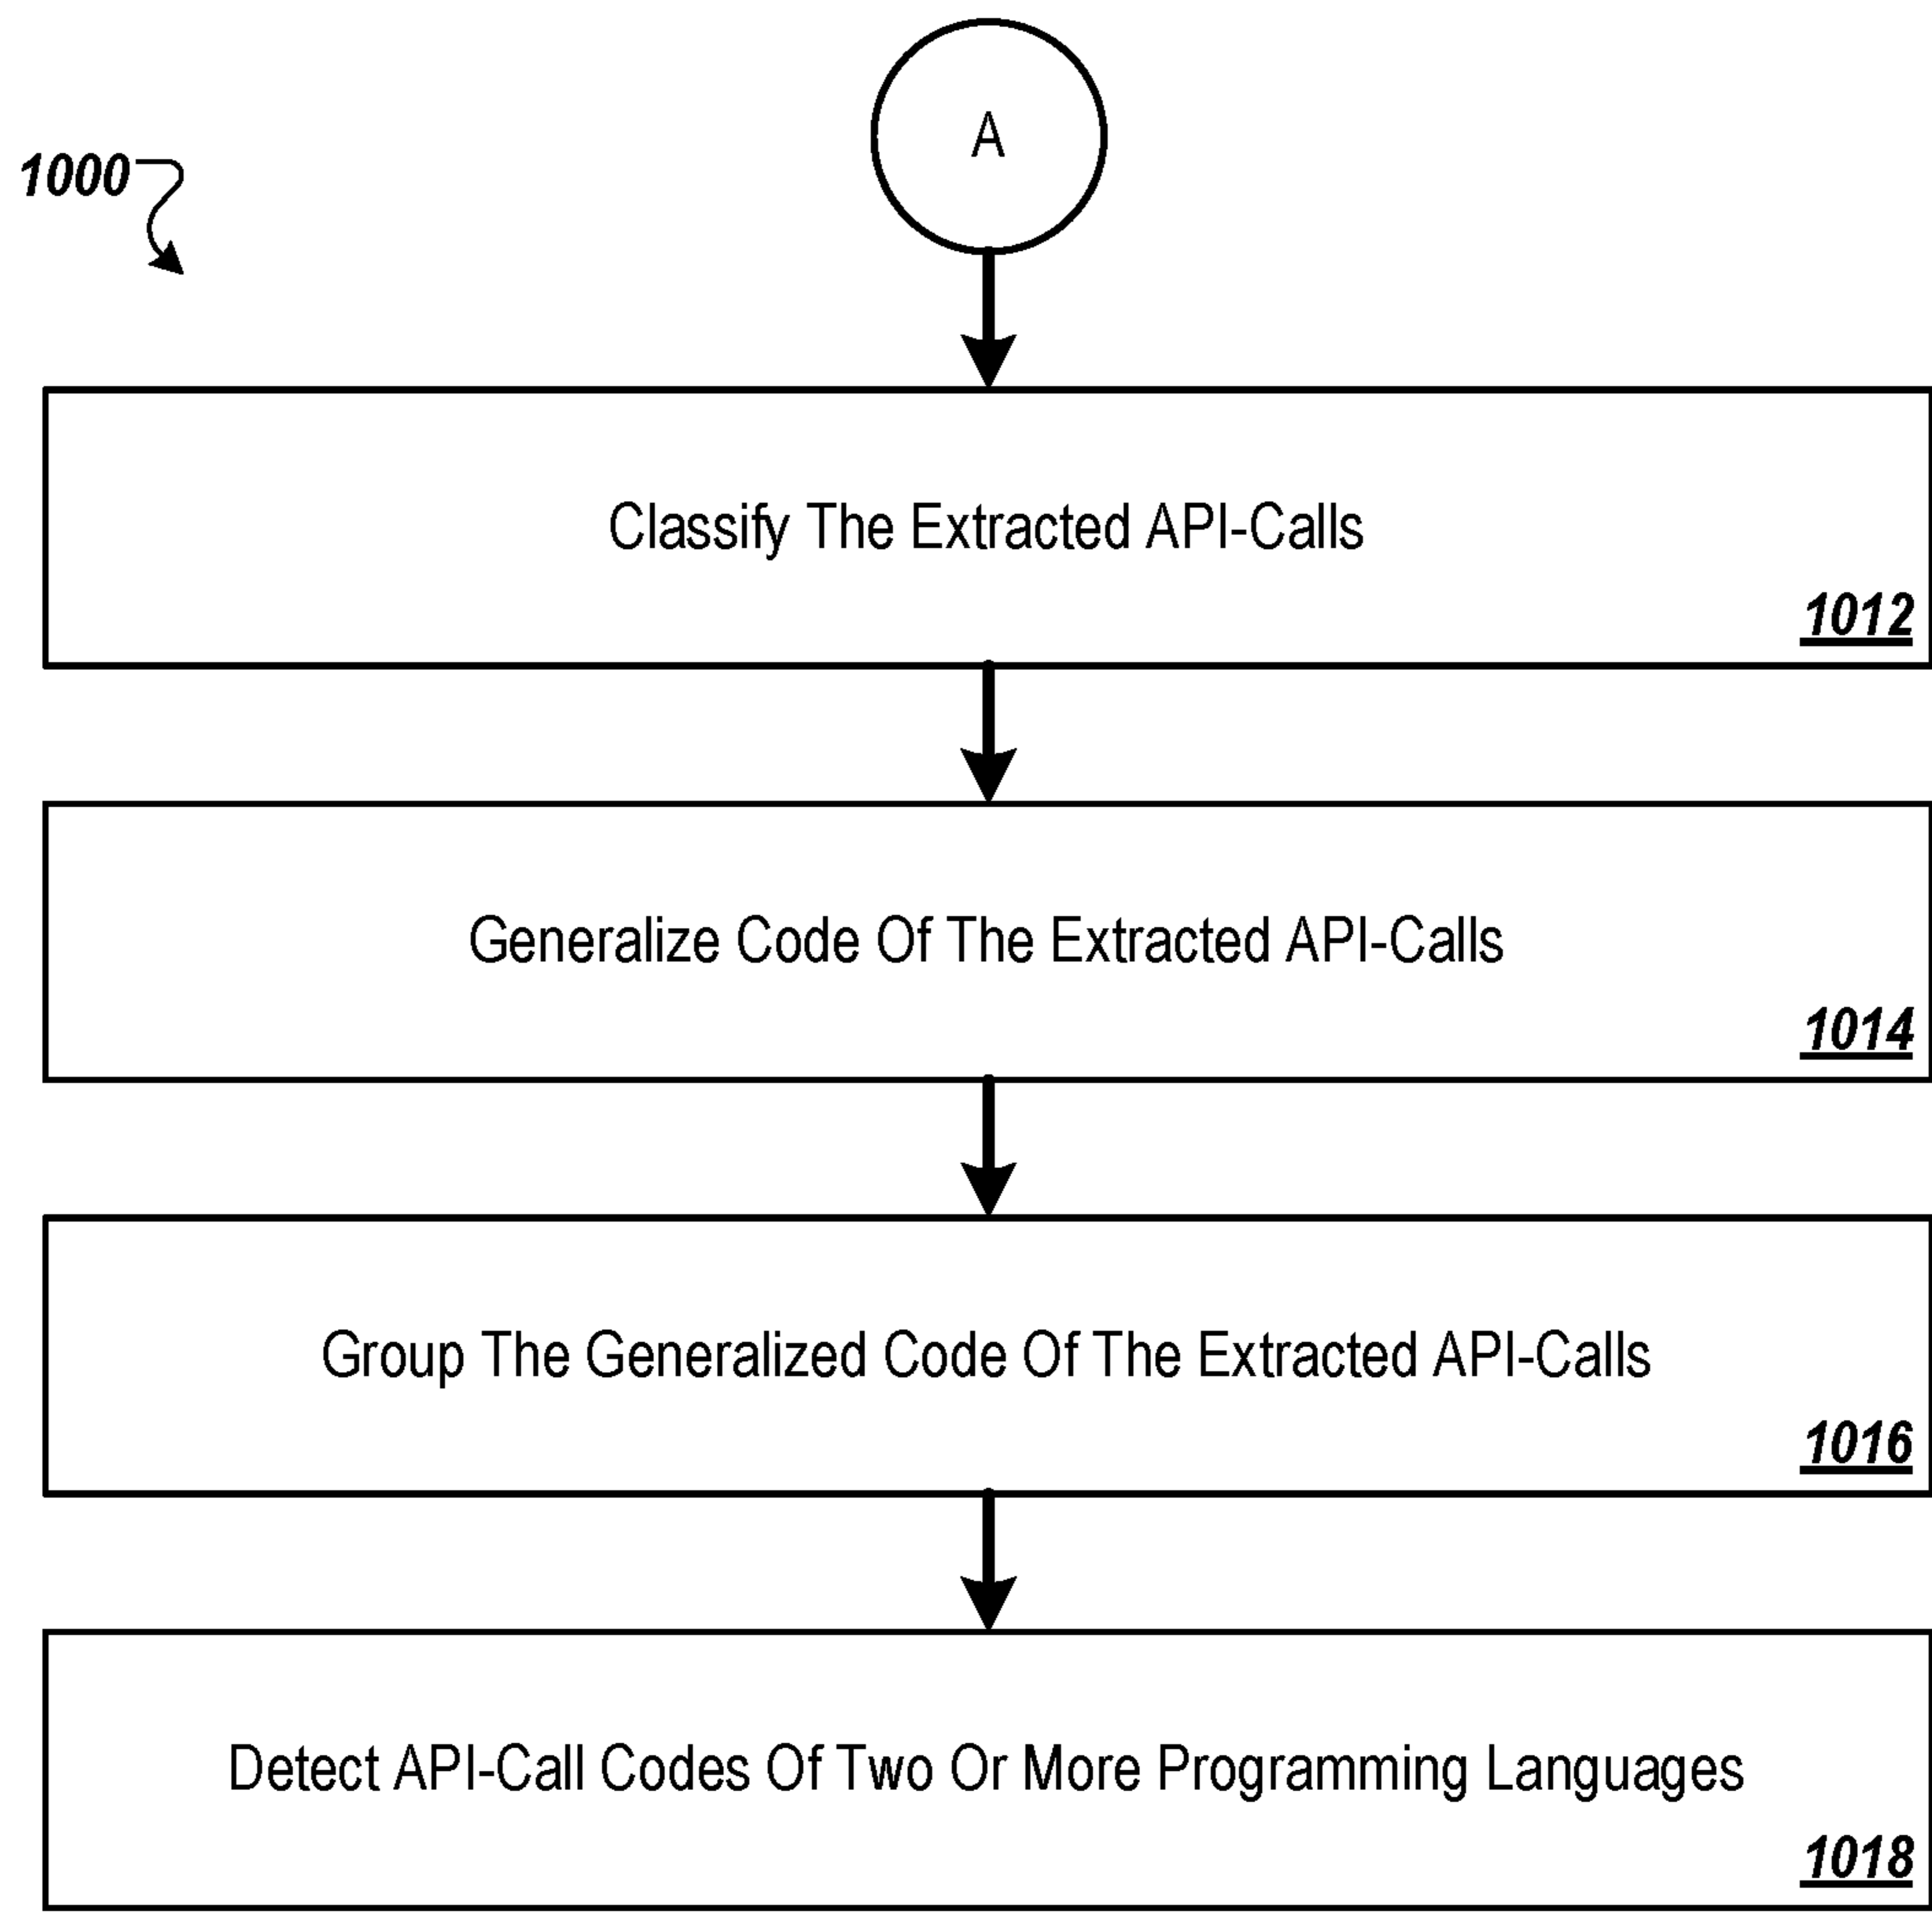 A
1000
Classify The Extracted API-Calls
1012
Generalize Code Of The Extracted API-Calls
1014
Group The Generalized Code Of The Extracted API-Calls
1016
Detect API-Call Codes Of Two Or More Programming Languages
1018